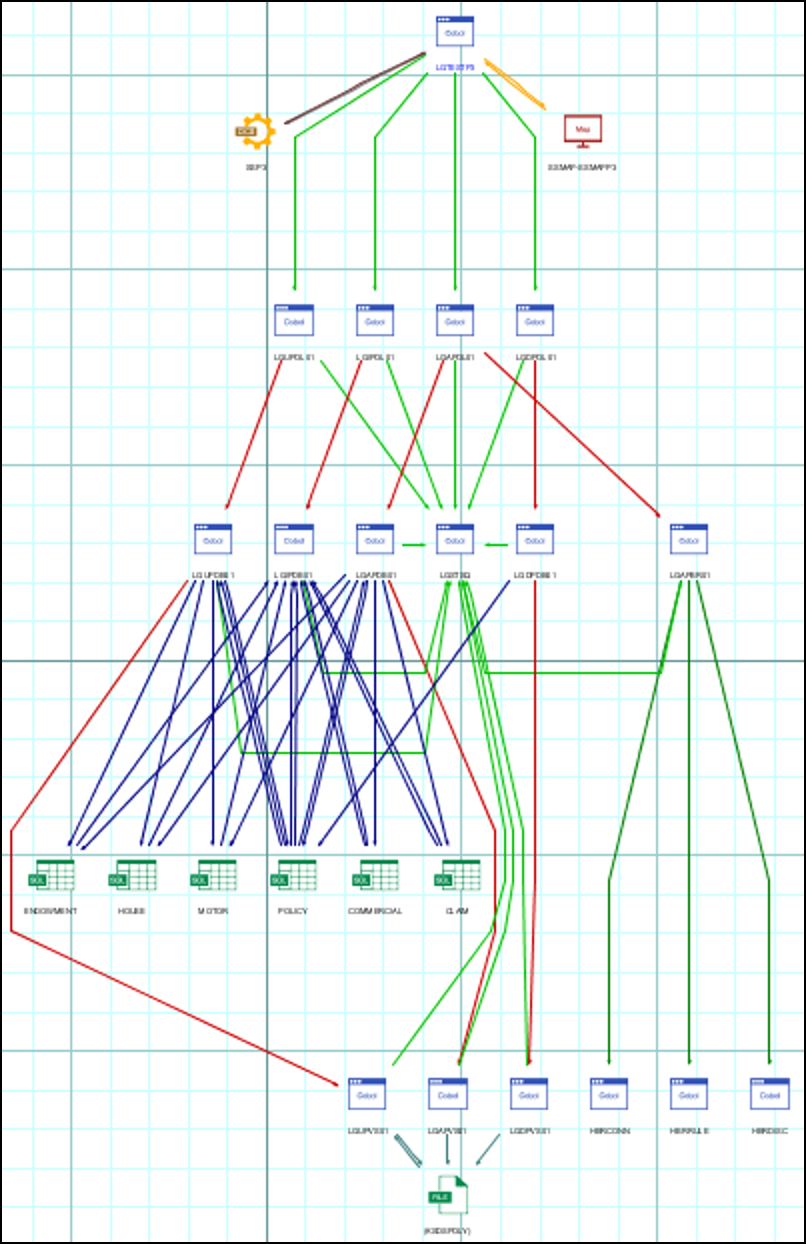 Cobol
LGTESTP3
SSP3
Map
SSMAP-SSMAPP3
Cobol Cobol Cobol Cobol
LGUPOL01 LGIPOL01 LGAPOL01 LGDPOL01
Cobol Cobol Cobol Cobol Cobol Cobol
LGUPDB01 LGIPDB01 LGAPDB01 LGSTSQ LGDPDB01
SQL SQL SQL SQL SQL SQL
ENDOWMENT HOUSE MOTOR POLICY COMMERCIAL CLAIM
Cobol Cobol Cobol Cobol Cobol Cobol
LGUPVS01 LGAPVS01 LGDPVS01 HBRCONN HBRRULE
FILE
(KSDSPOLY)